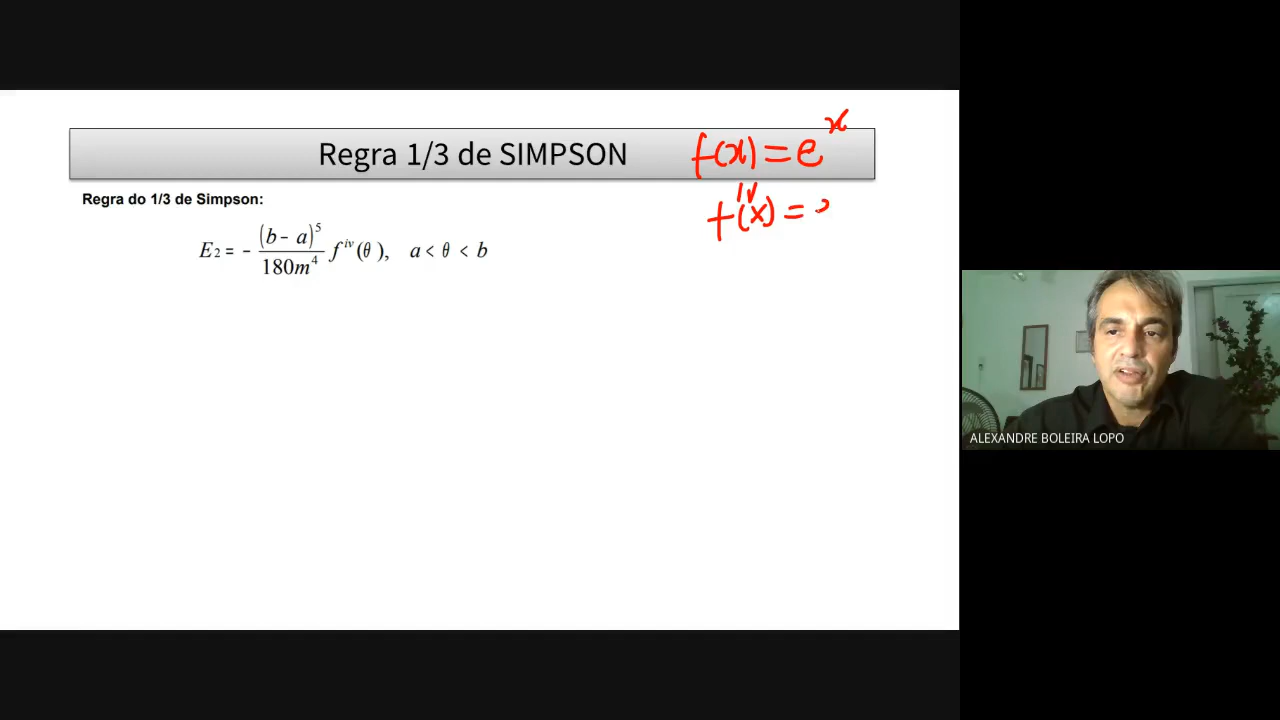 Regra 1/3 de SIMPSON
f(x) = e^x
Regra do 1/3 de Simpson:
f^{IV}(x) =
E₂ = - (b - a)^5 / 180m^4 f^{iv}(θ), a < θ < b
ALEXANDRE BOLEIRA LOPO